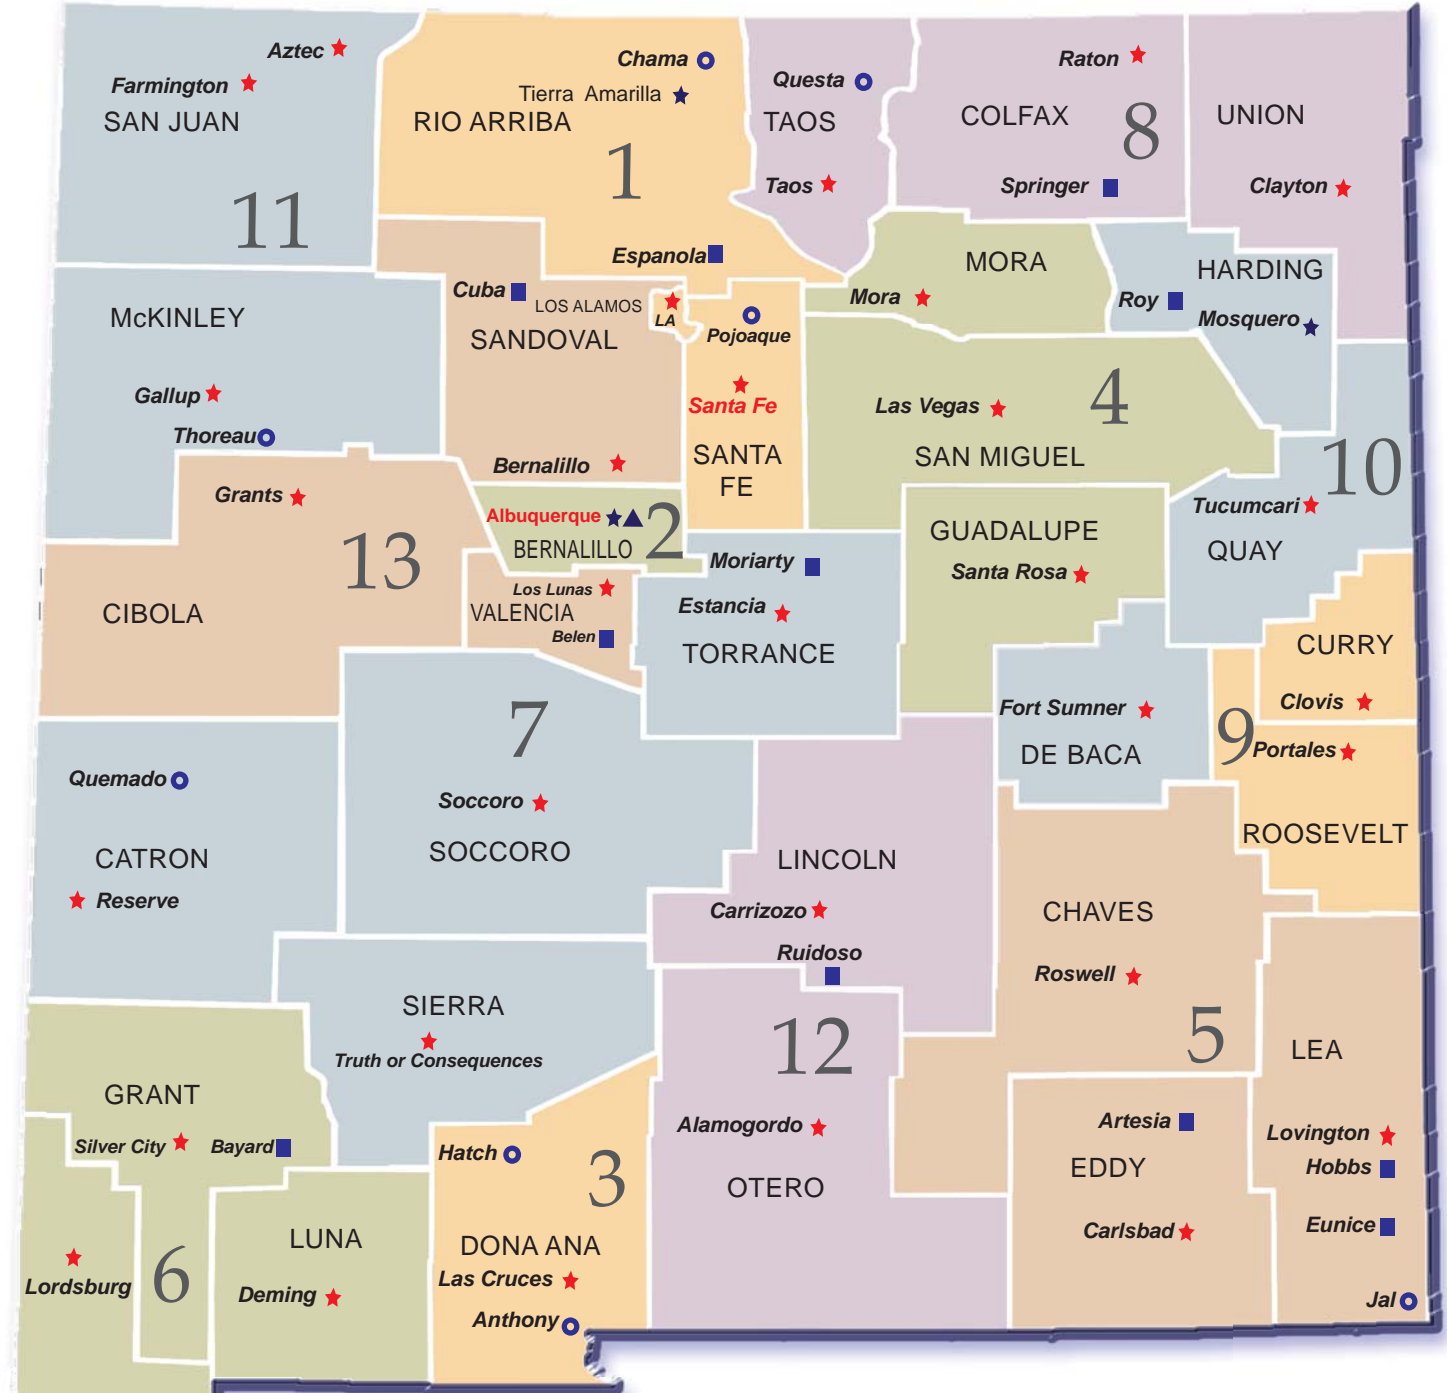 Aztec
Farmington
SAN JUAN
11
Chama
Tierra Amarilla
RIO ARRIBA
1
Espanola
Questa
TAOS
Taos
Raton
COLFAX
8
Springer
UNION
Clayton
McKINLEY
Gallup
Thoreau
Cuba
LOS ALAMOS
LA
SANDOVAL
Bernalillo
Pojoaque
Santa Fe
SANTA
FE
MORA
Mora
HARDING
Roy
Mosquero
Las Vegas
4
SAN MIGUEL
10
Tucumcari
QUAY
Grants
13
CIBOLA
Albuquerque
2
BERNALILLO
Los Lunas
VALENCIA
Belen
Moriarty
Estancia
TORRANCE
GUADALUPE
Santa Rosa
CURRY
Clovis
9
Portales
ROOSEVELT
Fort Sumner
DE BACA
7
Soccoro
SOCCORO
Quemado
CATRON
Reserve
LINCOLN
Carrizozo
Ruidoso
CHAVES
Roswell
5
LEA
SIERRA
Truth or Consequences
12
Alamogordo
OTERO
Artesia
EDDY
Carlsbad
Lovington
Hobbs
Eunice
Jal
GRANT
Silver City
Bayard
Lordsburg
6
LUNA
Deming
Hatch
3
DONA ANA
Las Cruces
Anthony